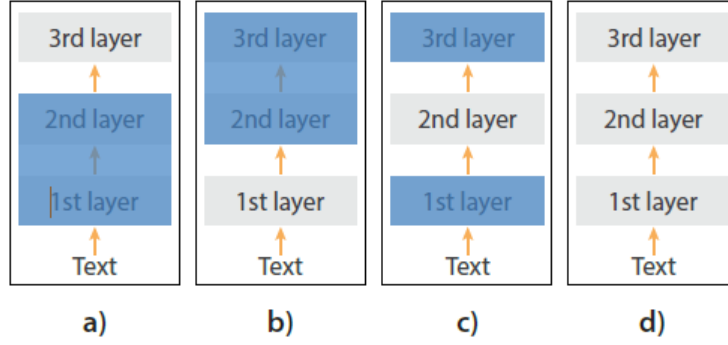 3rd layer 3rd layer 3rd layer 3rd layer
2nd layer 2nd layer 2nd layer 2nd layer
1st layer 1st layer 1st layer 1st layer
Text Text Text Text
a) b) c) d)